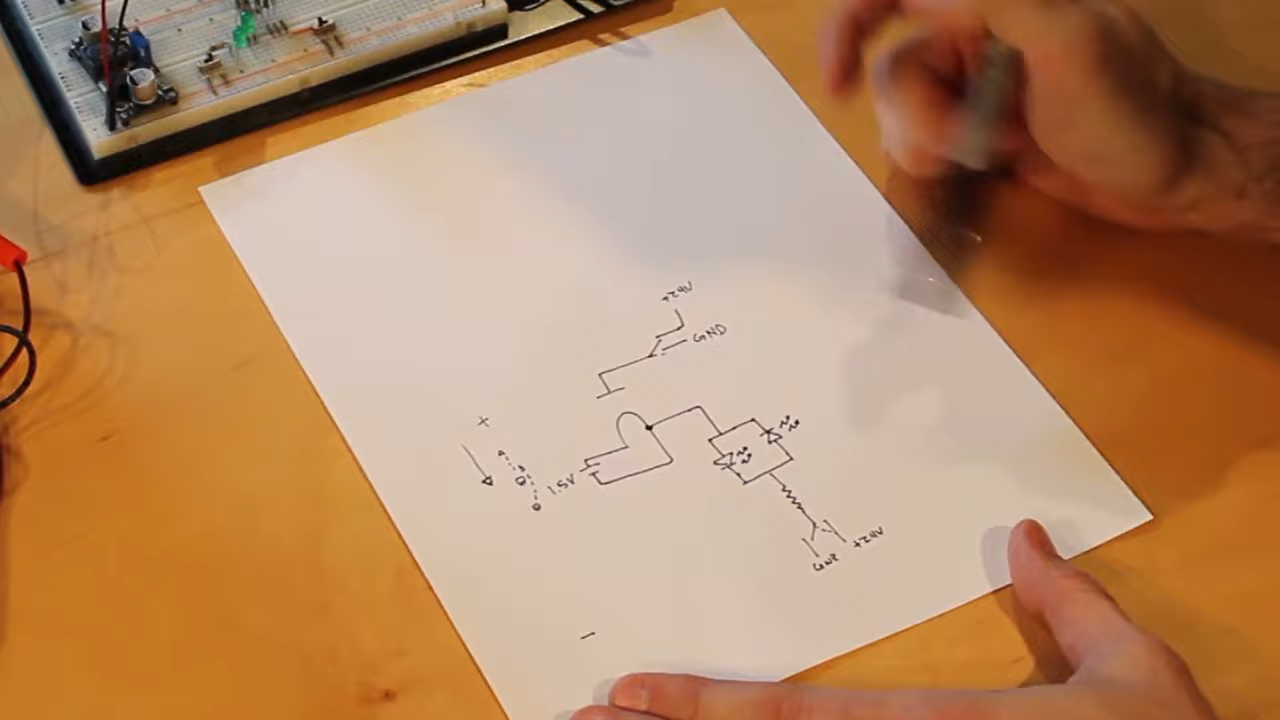 +24V
GND
+
1.5V
+24V
GND
-